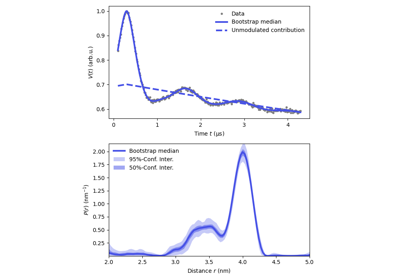 1.0
0.9
0.8
0.7
0.6
V(t) (arb.u.)
Data
Bootstrap median
Unmodulated contribution
0 1 2 3 4
Time t (μs)
2.00
1.75
1.50
1.25
1.00
0.75
0.50
0.25
P(r) (nm⁻¹)
Bootstrap median
95%-Conf. Inter.
50%-Conf. Inter.
2.0 2.5 3.0 3.5 4.0 4.5 5.0
Distance r (nm)